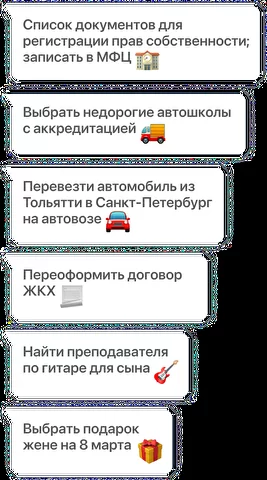 Список документов для
регистрации прав собственности;
записать в МФЦ
Выбрать недорогие автошколы
с аккредитацией
Перевезти автомобиль из
Тольятти в Санкт-Петербург
на автовозе
Переоформить договор
ЖКХ
Найти преподавателя
по гитаре для сына
Выбрать подарок
жене на 8 марта